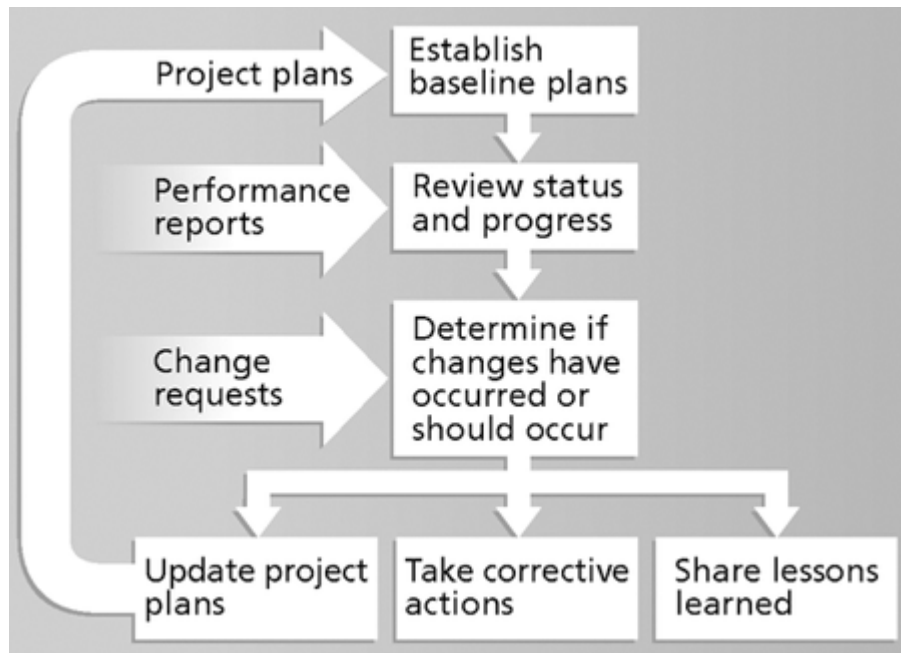 Project plans
Establish
baseline plans
Performance
reports
Review status
and progress
Change
requests
Determine if
changes have
occurred or
should occur
Update project
plans
Take corrective
actions
Share lessons
learned